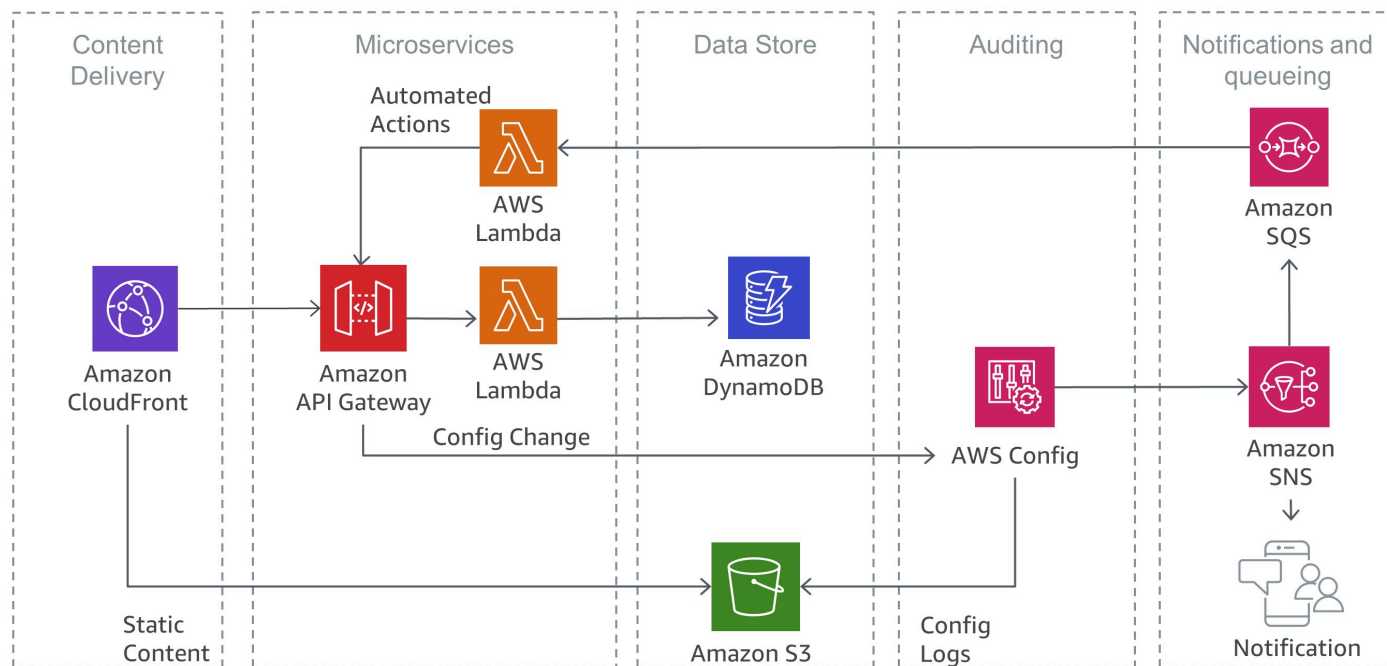 Content
Delivery
Microservices
Data Store
Auditing
Notifications and
queueing
Automated
Actions
AWS
Lambda
Amazon
SQS
Amazon
CloudFront
Amazon
API Gateway
AWS
Lambda
Amazon
DynamoDB
Config Change
AWS Config
Amazon
SNS
Static
Content
Amazon S3
Config
Logs
Notification